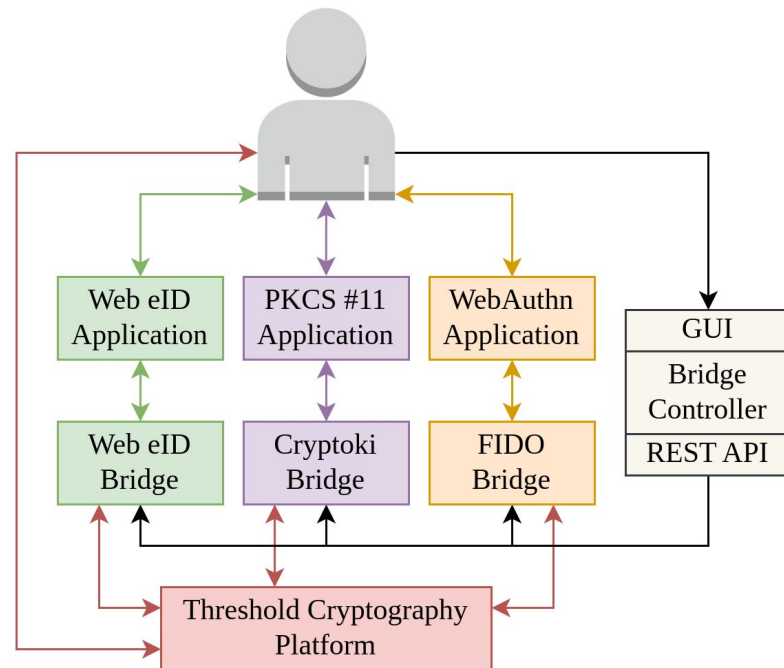 Web eID
Application
PKCS #11
Application
WebAuthn
Application
GUI
Bridge
Controller
REST API
Web eID
Bridge
Cryptoki
Bridge
FIDO
Bridge
Threshold Cryptography
Platform